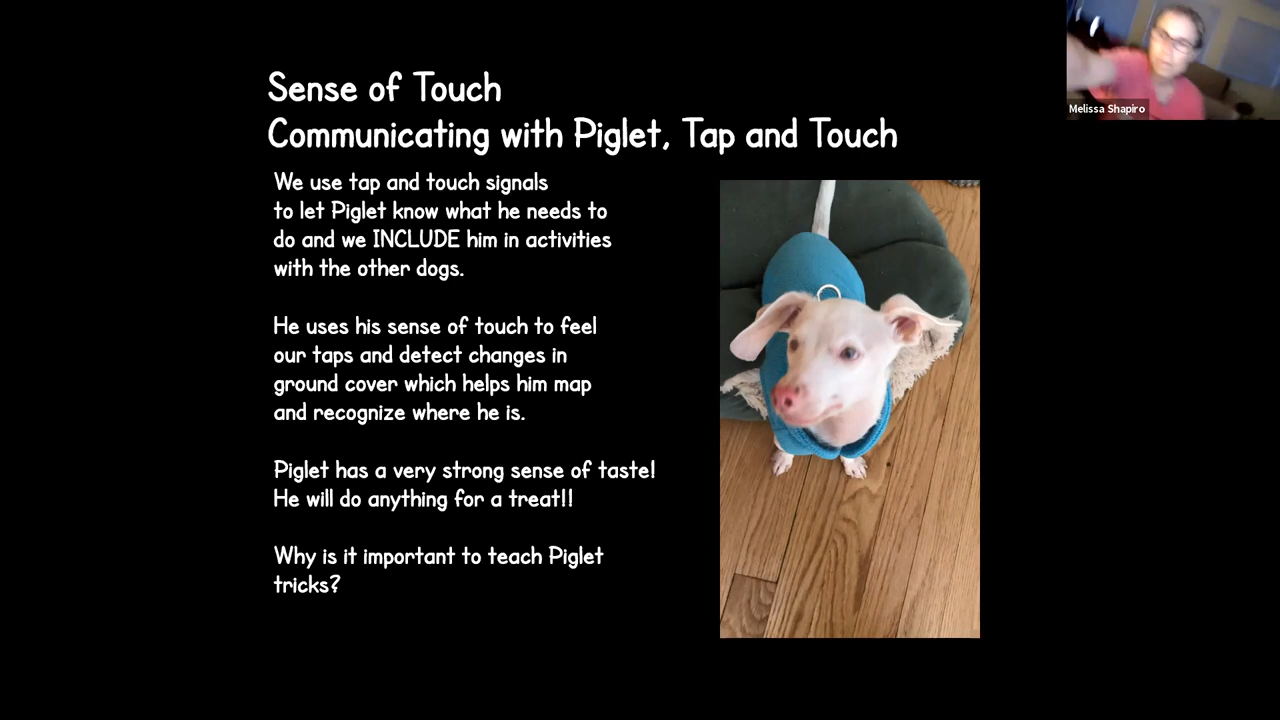 Sense of Touch
Communicating with Piglet, Tap and Touch
We use tap and touch signals
to let Piglet know what he needs to
do and we INCLUDE him in activities
with the other dogs.
He uses his sense of touch to feel
our taps and detect changes in
ground cover which helps him map
and recognize where he is.
Piglet has a very strong sense of taste!
He will do anything for a treat!!
Why is it important to teach Piglet
tricks?
Melissa Shapiro